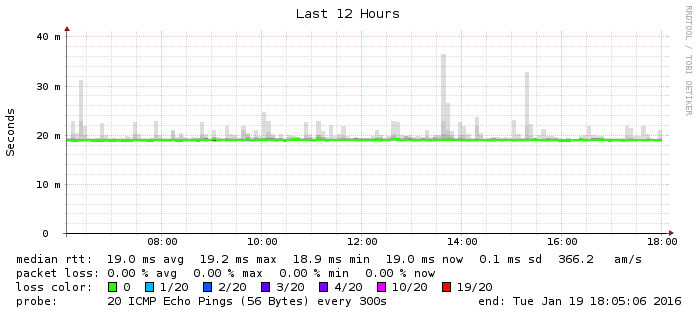 Last 12 Hours
RRDTOOL / TOBI OETIKER
Seconds
40 m
30 m
20 m
10 m
0
08:00 10:00 12:00 14:00 16:00 18:00
median rtt: 19.0 ms avg 19.2 ms max 18.9 ms min 19.0 ms now 0.1 ms sd 366.2 am/s
packet loss: 0.00 % avg 0.00 % max 0.00 % min 0.00 % now
loss color: 0 1/20 2/20 3/20 4/20 10/20 19/20
probe: 20 ICMP Echo Pings (56 Bytes) every 300s end: Tue Jan 19 18:05:06 2016